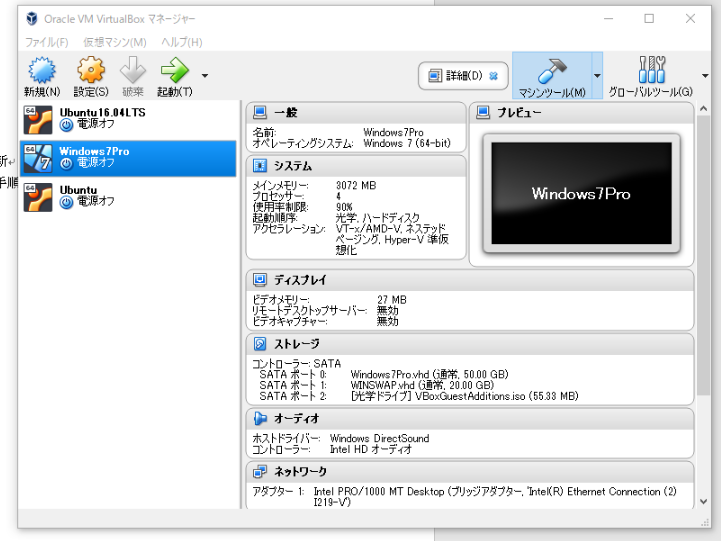 Oracle VM VirtualBox マネージャー
ファイル(F) 仮想マシン(M) ヘルプ(H)
新規(N) 設定(S) 破棄 起動(T) 詳細(D) マシンツール(M) グローバルツール(G)
64
Ubuntu16.04LTS
電源オフ
64
Windows7Pro
電源オフ
64
Ubuntu
電源オフ
新
手順
一般
名前: Windows7Pro
オペレーティングシステム: Windows 7 (64-bit)
プレビュー
Windows7Pro
システム
メインメモリー: 3072 MB
プロセッサー: 4
使用率制限: 90%
起動順序: 光学, ハードディスク
アクセラレーション: VT-x/AMD-V, ネステッド
ページング, Hyper-V 準仮
想化
ディスプレイ
ビデオメモリー: 27 MB
リモートデスクトップサーバー: 無効
ビデオキャプチャー: 無効
ストレージ
コントローラー: SATA
SATA ポート 0: Windows7Pro.vhd (通常, 50.00 GB)
SATA ポート 1: WINSWAP.vhd (通常, 20.00 GB)
SATA ポート 2: [光学ドライブ] VBoxGuestAdditions.iso (55.33 MB)
オーディオ
ホストドライバー: Windows DirectSound
コントローラー: Intel HD オーディオ
ネットワーク
アダプター 1: Intel PRO/1000 MT Desktop (ブリッジアダプター, 'Intel(R) Ethernet Connection (2)
I219-V')